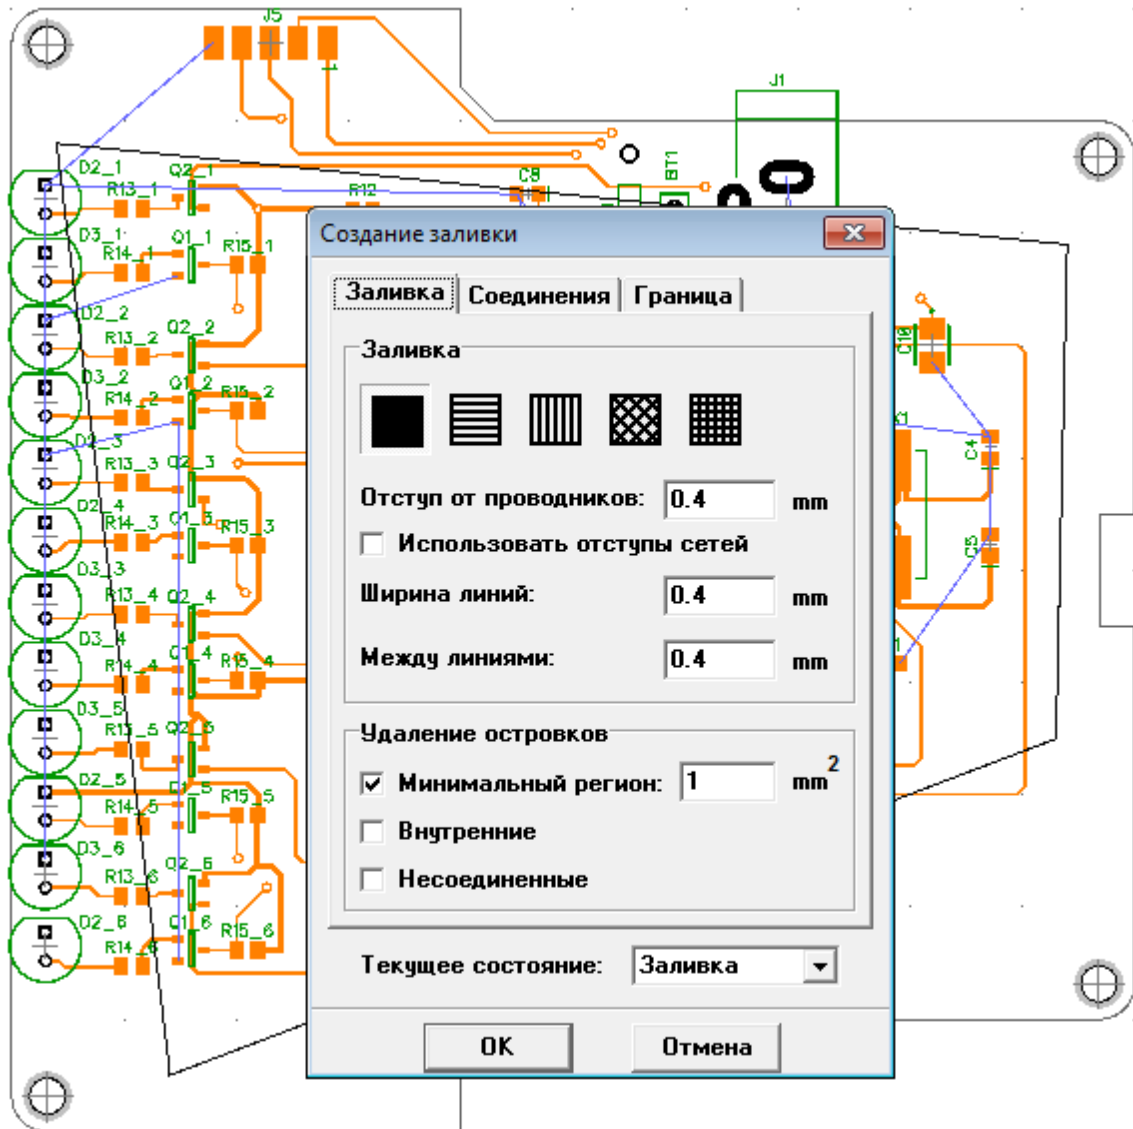 J5
1
J1
BT1
D2_1
Q2_1
R13_1
R12
C8
D3_1
Q1_1
R14_1
R15_1
Создание заливки
Заливка
Соединения
Граница
D2_2
Q2_2
R13_2
Заливка
C10
D3_2
Q1_2
R14_2
R15_2
C4
Q2_3
R13_3
Отступ от проводников: 0.4 mm
D2_4
R14_3
R15_3
Использовать отступы сетей
C5
D3_3
R13_4
Q2_4
Ширина линий: 0.4 mm
D3_4
Q1_4
R14_4
R15_4
Между линиями: 0.4 mm
1
D3_5
Q2_5
Удаление островков
D2_5
R14_5
R15_5
Минимальный регион: 1 mm2
Внутренние
D3_6
Q2_6
R13_6
Несоединенные
D2_6
Q1_6
R14_6
R15_6
Текущее состояние: Заливка
OK
Отмена